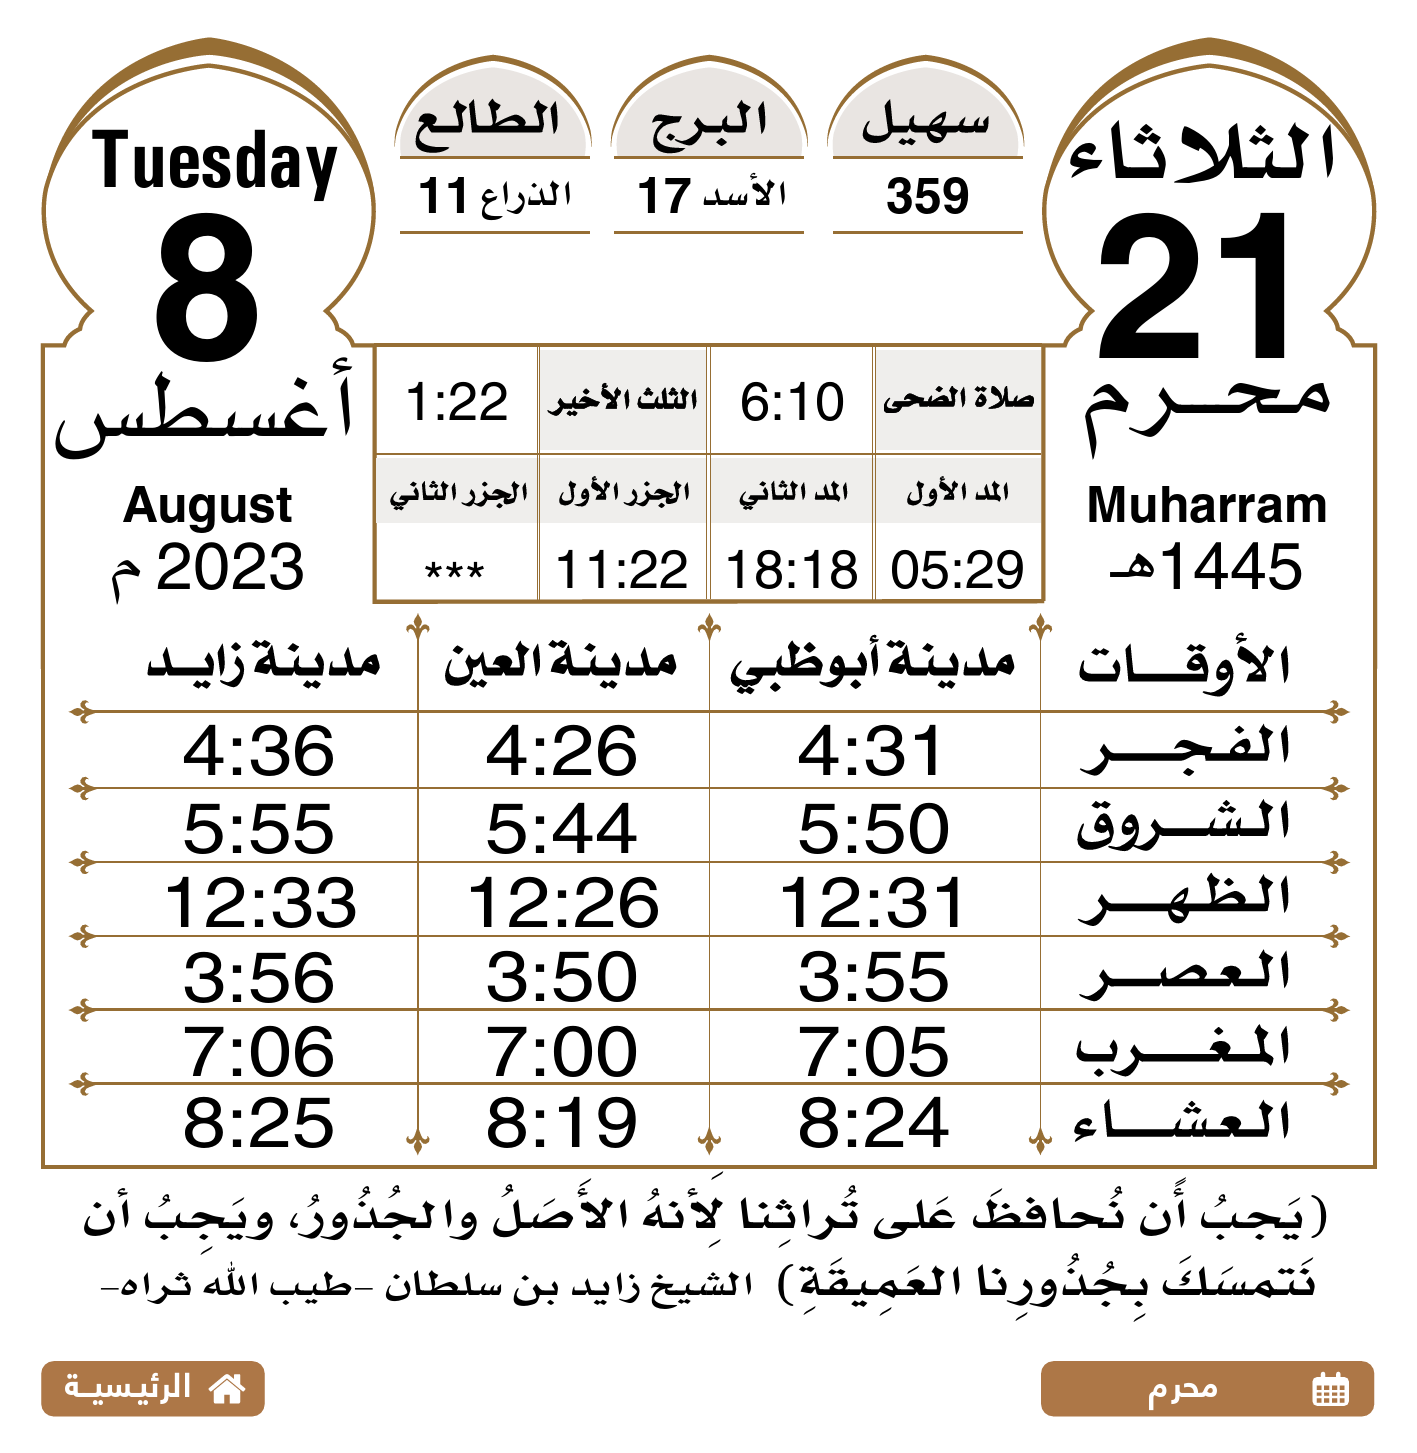 الثلاثاء
21
محرم
Muharram
1445هـ
سهيل
359
البرج
الأسد 17
الطالع
الذراع 11
Tuesday
8
أغسطس
August
2023 م
صلاة الضحى 6:10 الثلث الأخير 1:22
المد الأول المد الثاني الجزر الأول الجزر الثاني
05:29 18:18 11:22 ***
الأوقات مدينة أبوظبي مدينة العين مدينة زايد
الفجر 4:31 4:26 4:36
الشروق 5:50 5:44 5:55
الظهر 12:31 12:26 12:33
العصر 3:55 3:50 3:56
المغرب 7:05 7:00 7:06
العشاء 8:24 8:19 8:25
(يَجبُ أًن نُحافظَ عَلى تُراثِنا لَِأنهُ الأَصَلُ والجُذُورُ، ويَجِبُ أن
نَتمسَكَ بِجُذُورِنا العَمِيقَةِ) الشيخ زايد بن سلطان -طيب الله ثراه-
محرم
الرئيسية